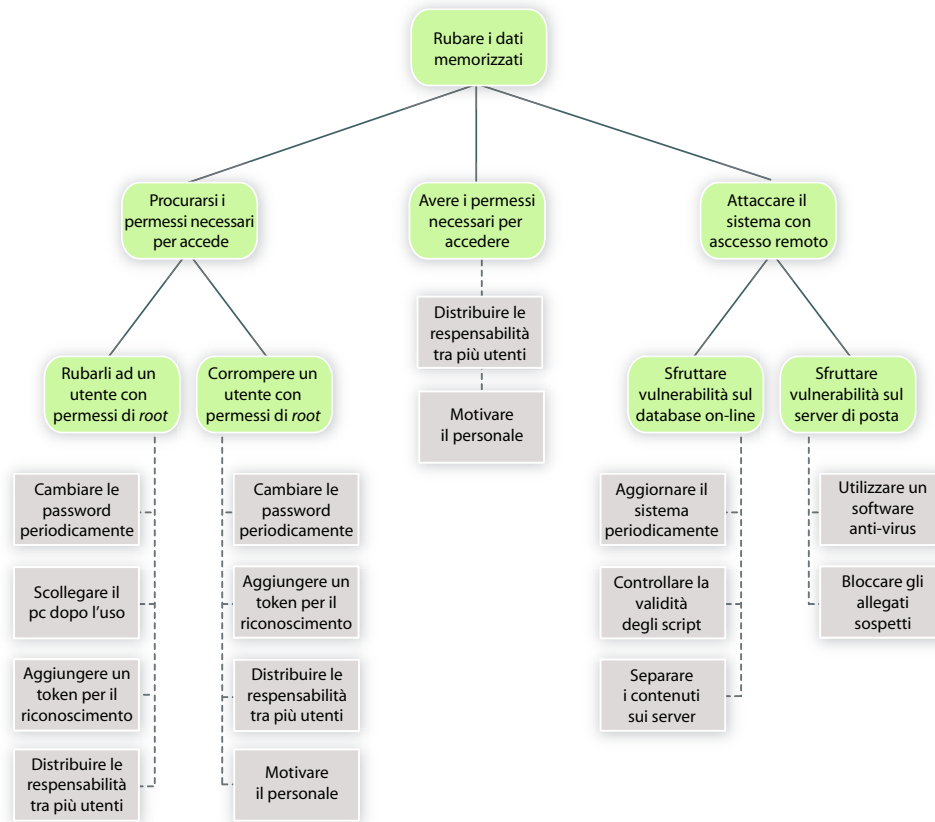 Rubare i dati
memorizzati
Procurarsi i
permessi necessari
per accede
Avere i permessi
necessari per
accedere
Attaccare il
sistema con
asccesso remoto
Distribuire le
respensabilità
tra più utenti
Motivare
il personale
Rubarli ad un
utente con
permessi di root
Corrompere un
utente con
permessi di root
Sfruttare
vulnerabilità sul
database on-line
Sfruttare
vulnerabilità sul
server di posta
Cambiare le
password
periodicamente
Scollegare il
pc dopo l'uso
Aggiungere un
token per il
riconoscimento
Distribuire le
respensabilità
tra più utenti
Cambiare le
password
periodicamente
Aggiungere un
token per il
riconoscimento
Distribuire le
respensabilità
tra più utenti
Motivare
il personale
Aggiornare il
sistema
periodicamente
Controllare la
validità
degli script
Separare
i contenuti
sui server
Utilizzare un
software
anti-virus
Bloccare gli
allegati
sospetti